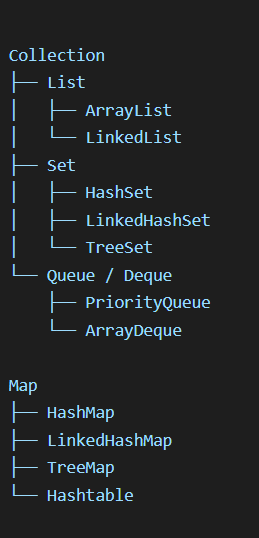 Collection
├── List
│   ├── ArrayList
│   └── LinkedList
├── Set
│   ├── HashSet
│   ├── LinkedHashSet
│   └── TreeSet
└── Queue / Deque
    ├── PriorityQueue
    └── ArrayDeque

Map
├── HashMap
├── LinkedHashMap
├── TreeMap
└── Hashtable